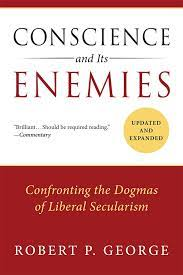 CONSCIENCE
and Its
ENEMIES
UPDATED
AND
EXPANDED
"Brilliant... Should be required reading."
—Commentary
Confronting the Dogmas
of Liberal Secularism
ROBERT P. GEORGE